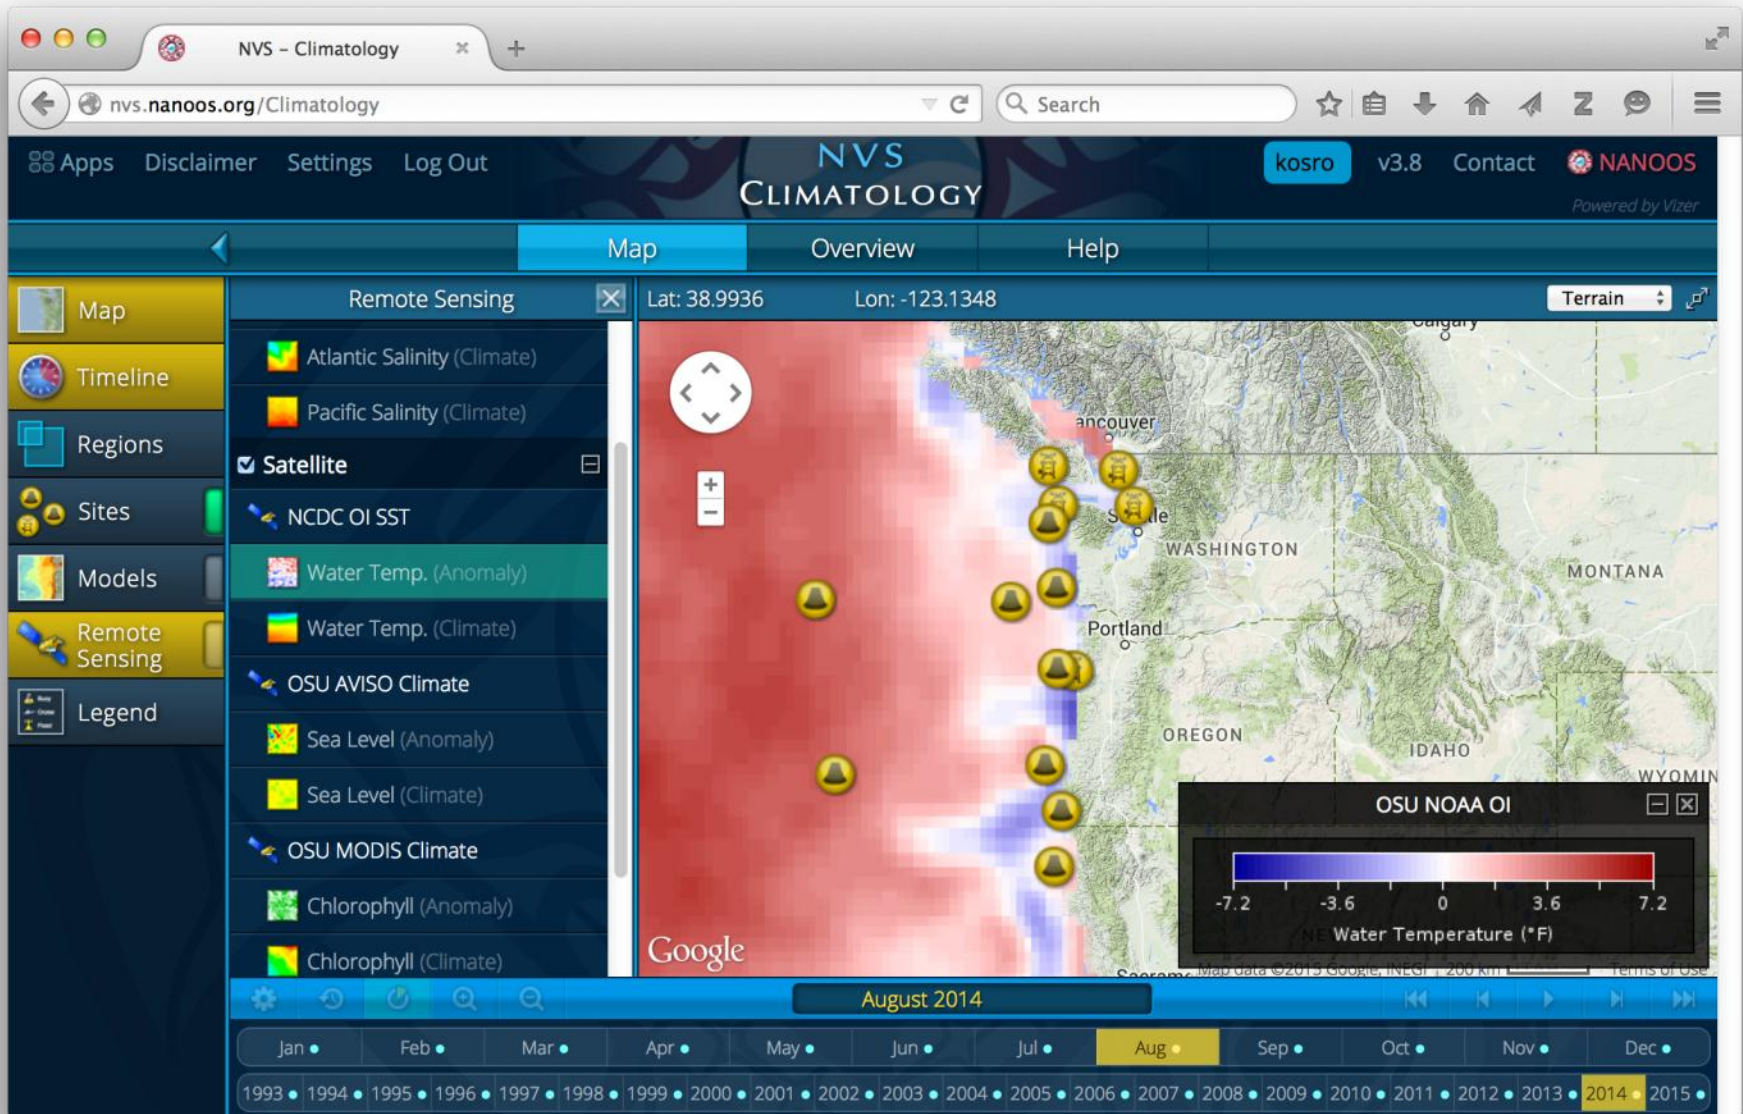 NVS – Climatology
nvs.nanoos.org/Climatology
Search
Apps Disclaimer Settings Log Out
NVS
CLIMATOLOGY
kosro v3.8 Contact NANOOS
Powered by Vizer
Map Overview Help
Map
Timeline
Regions
Sites
Models
Remote
Sensing
Legend
Remote Sensing
Atlantic Salinity (Climate)
Pacific Salinity (Climate)
Satellite
NCDC OI SST
Water Temp. (Anomaly)
Water Temp. (Climate)
OSU AVISO Climate
Sea Level (Anomaly)
Sea Level (Climate)
OSU MODIS Climate
Chlorophyll (Anomaly)
Chlorophyll (Climate)
Lat: 38.9936 Lon: -123.1348
Terrain
Calgary
ancouver
WASHINGTON
MONTANA
Portland
OREGON
IDAHO
WYOMIN
OSU NOAA OI
-7.2 -3.6 0 3.6 7.2
Water Temperature (°F)
Google
Map data ©2015 Google, INEGI 200 km Terms of Use
August 2014
Jan Feb Mar Apr May Jun Jul Aug Sep Oct Nov Dec
1993 1994 1995 1996 1997 1998 1999 2000 2001 2002 2003 2004 2005 2006 2007 2008 2009 2010 2011 2012 2013 2014 2015